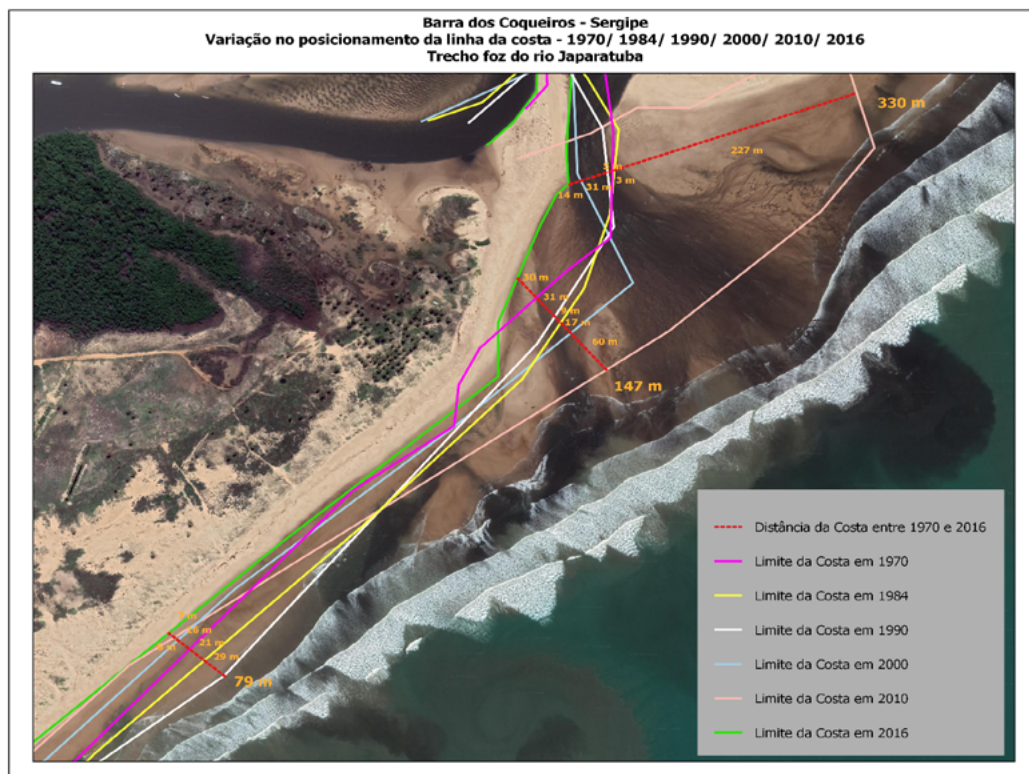 Barra dos Coqueiros - Sergipe
Variação no posicionamento da linha da costa - 1970/ 1984/ 1990/ 2000/ 2010/ 2016
Trecho foz do rio Japaratuba
330 m
227 m
3 m
31 m
14 m
30 m
31 m
17 m
60 m
147 m
21 m
29 m
79 m
Distância da Costa entre 1970 e 2016
Limite da Costa em 1970
Limite da Costa em 1984
Limite da Costa em 1990
Limite da Costa em 2000
Limite da Costa em 2010
Limite da Costa em 2016